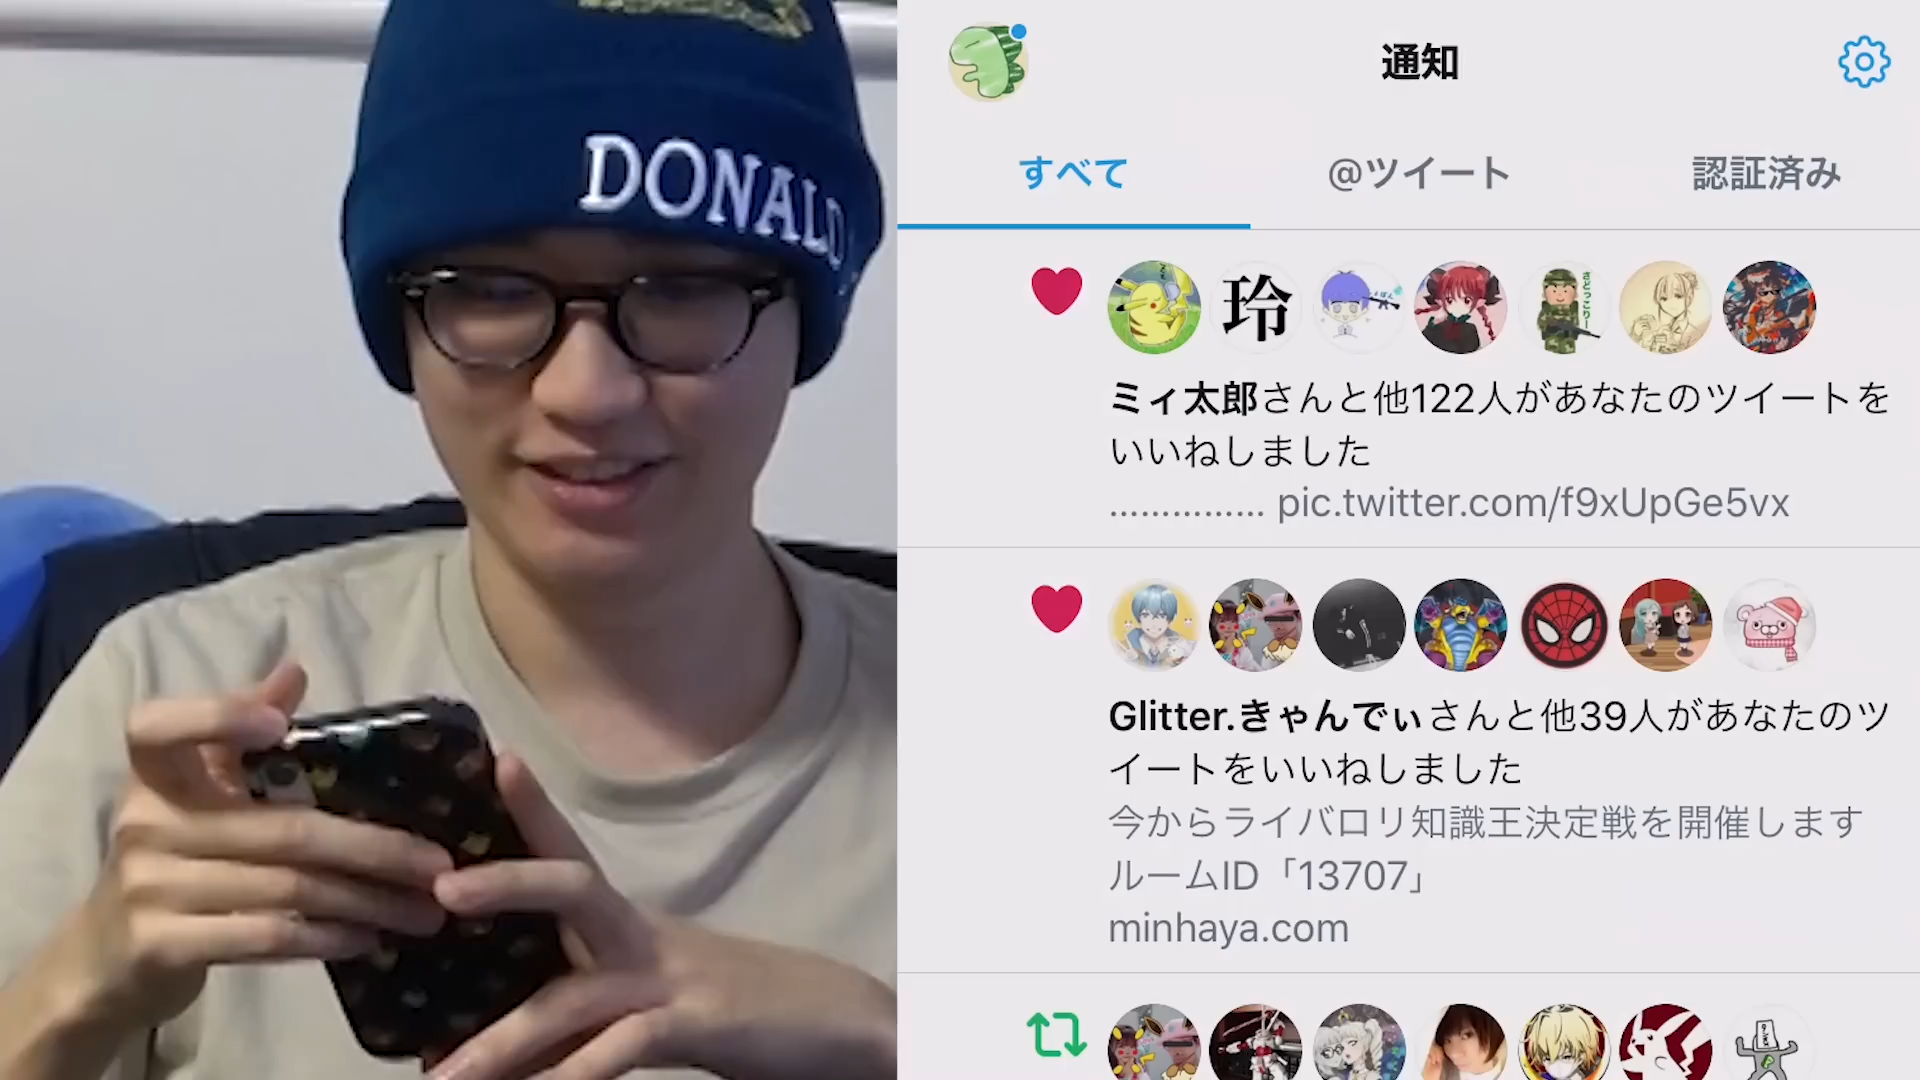 DONALD
通知
すべて
@ツイート
認証済み
玲
ミィ太郎さんと他122人があなたのツイートを
いいねしました
…………… pic.twitter.com/f9xUpGe5vx
Glitter.きゃんでぃさんと他39人があなたのツ
イートをいいねしました
今からライバロリ知識王決定戦を開催します
ルームID「13707」
minhaya.com